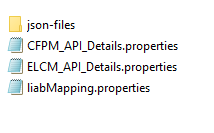 json-files
CFPM_API_Details.properties
ELCM_API_Details.properties
liabMapping.properties